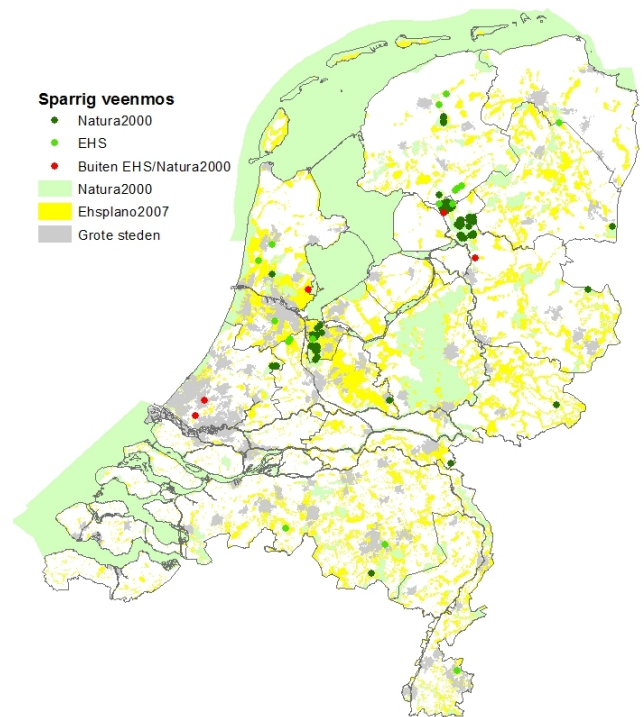 Sparrig veenmos
Natura2000
EHS
Buiten EHS/Natura2000
Natura2000
Ehsplano2007
Grote steden